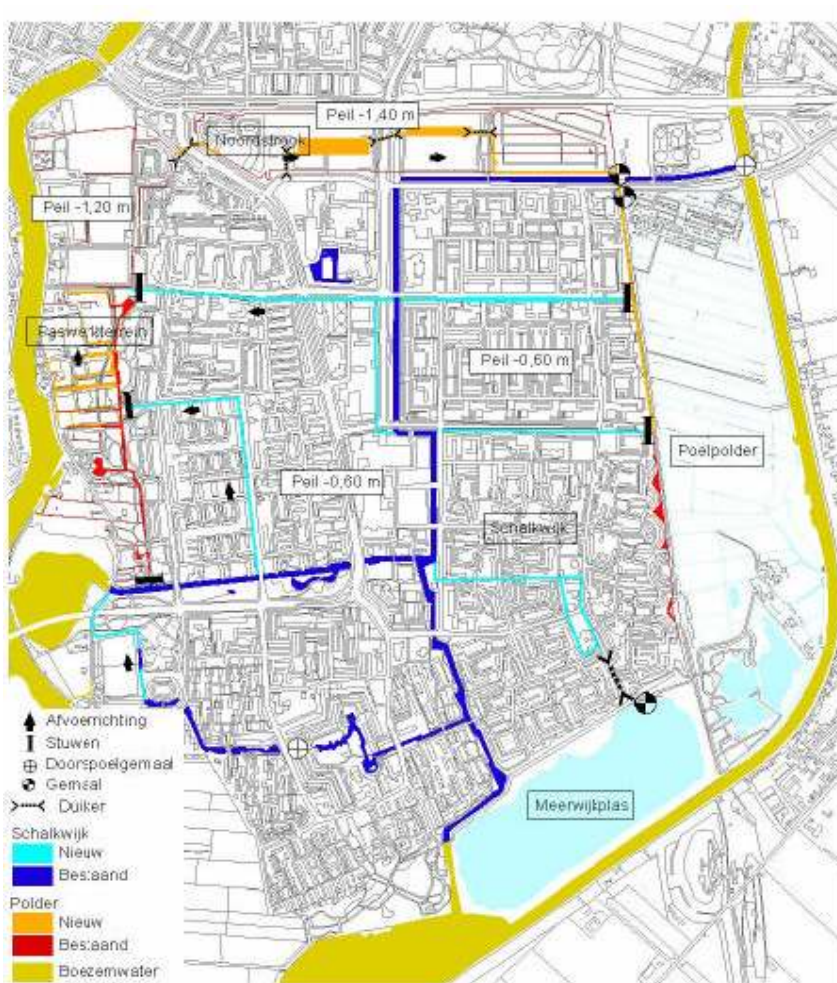 Peil -1,40 m
Noordstrook
Peil -1,20 m
Paswerkterrein
Peil -0,60 m
Poelpolder
Peil -0,60 m
Schalkwijk
Meerwijkplas
Afvoerrichting
Stuwen
Doorspoelgemaal
Gemaal
Duiker
Schalkwijk
Nieuw
Bestaand
Polder
Nieuw
Bestaand
Boezemwater